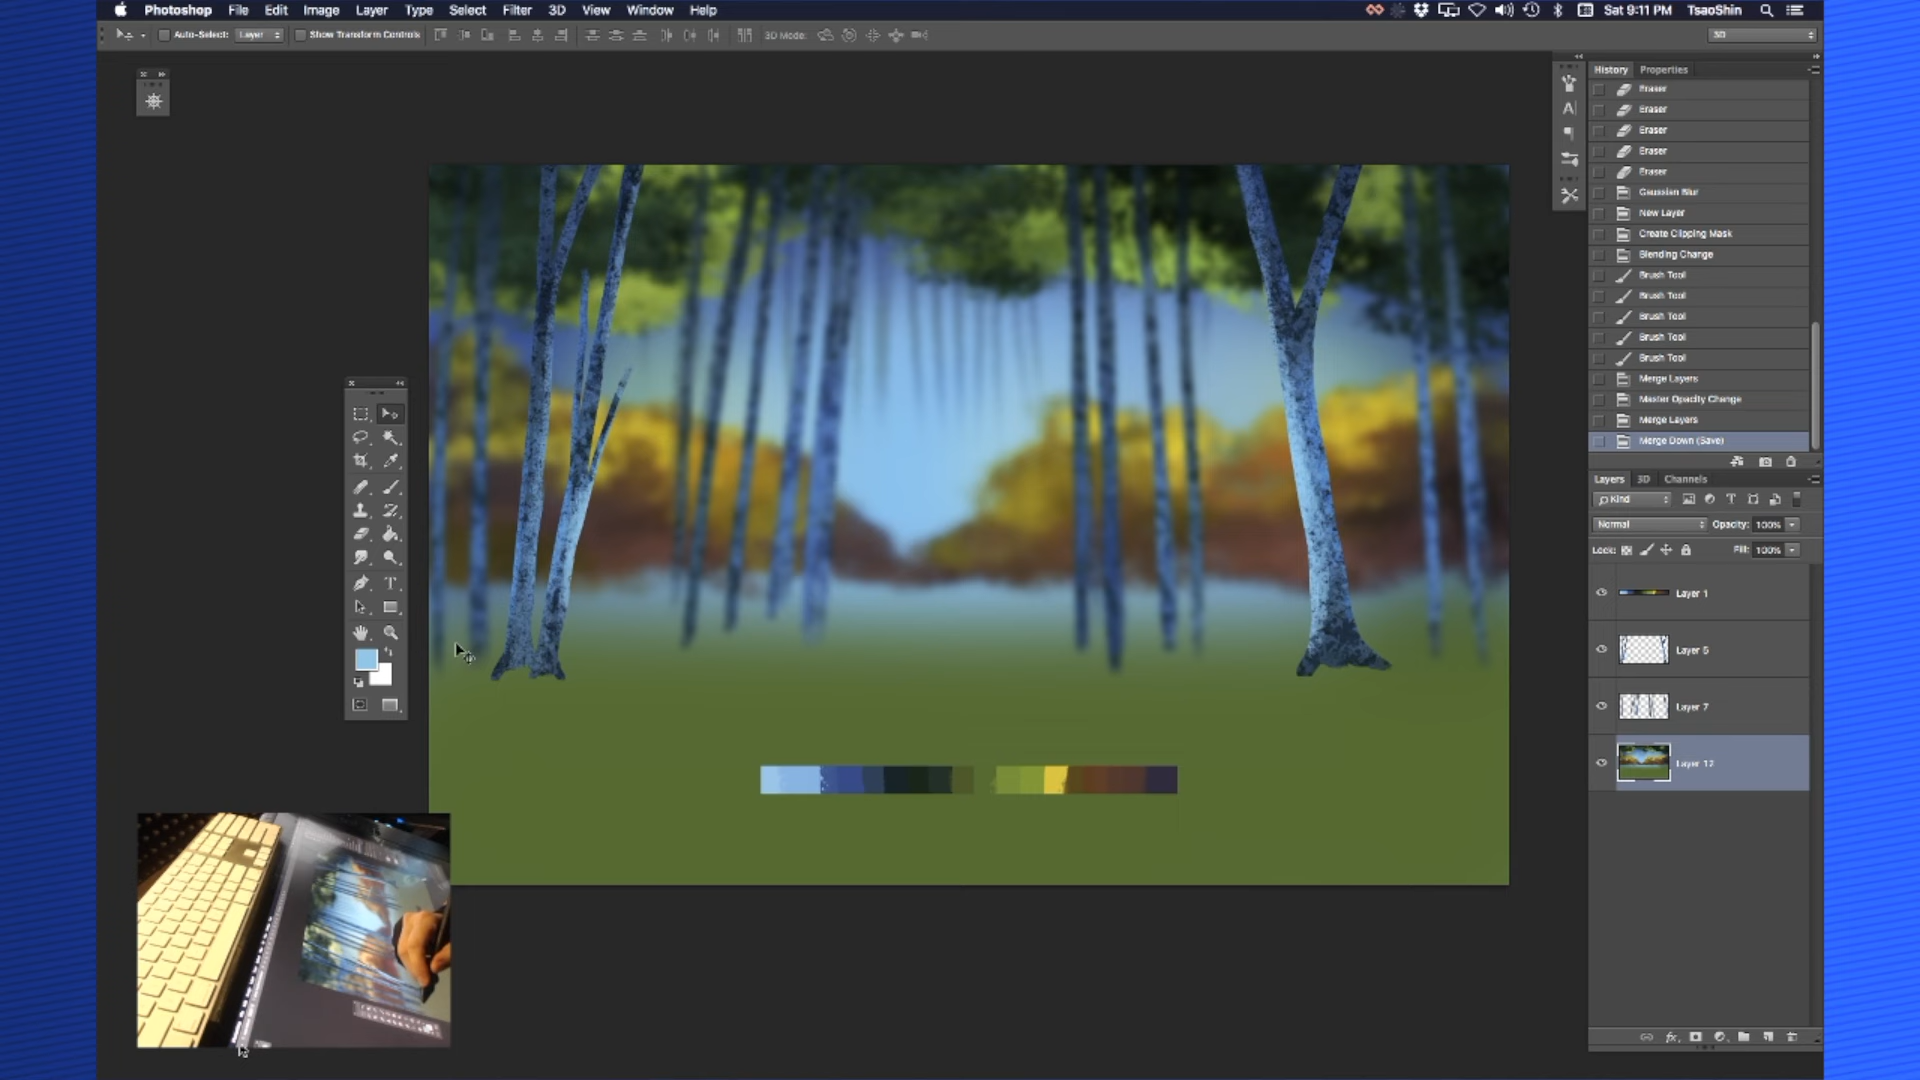 Photoshop File Edit Image Layer Type Select Filter 3D View Window Help Sat 9:11 PM TsaoShin
Auto-Select: Layer Show Transform Controls 3D Mode: 3D
History Properties
Eraser
Eraser
Eraser
Eraser
Eraser
Gaussian Blur
New Layer
Create Clipping Mask
Blending Change
Brush Tool
Brush Tool
Brush Tool
Brush Tool
Brush Tool
Merge Layers
Master Opacity Change
Merge Layers
Merge Down (Save)
Layers 3D Channels
Kind
Normal Opacity: 100%
Lock: Fill: 100%
Layer 1
Layer 5
Layer 7
Layer 12